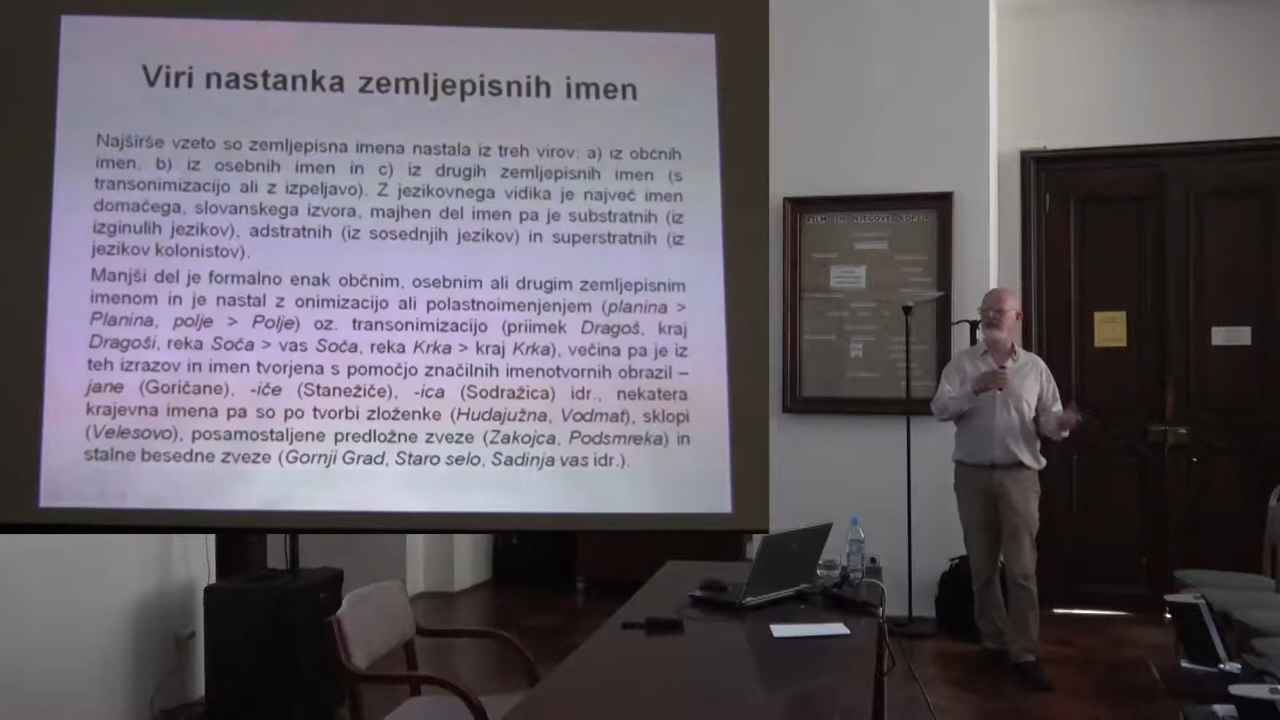 Viri nastanka zemljepisnih imen
Najširše vzeto so zemljepisna imena nastala iz treh virov: a) iz občnih
imen, b) iz osebnih imen in c) iz drugih zemljepisnih imen (s
transonimizacijo ali z izpeljavo). Z jezikovnega vidika je največ imen
domačega, slovanskega izvora, majhen del imen pa je substratnih (iz
izginulih jezikov), adstratnih (iz sosednjih jezikov) in superstratnih (iz
jezikov kolonistov).
Manjši del je formalno enak občnim, osebnim ali drugim zemljepisnim
imenom in je nastal z onimizacijo ali polastnoimenjenjem (planina >
Planina, polje > Polje) oz. transonimizacijo (priimek Dragoš, kraj
Dragoši, reka Soča > vas Soča, reka Krka > kraj Krka), večina pa je iz
teh izrazov in imen tvorjena s pomočjo značilnih imenotvornih obrazil –
jane (Goričane), -iče (Stanežiče), -ica (Sodražica) idr., nekatera
krajevna imena pa so po tvorbi zloženke (Hudajužna, Vodmat), sklopi
(Velesovo), posamostaljene predložne zveze (Zakojca, Podsmreka) in
stalne besedne zveze (Gornji Grad, Staro selo, Sadinja vas idr.).
FILM IN NJEGOVE KOPIJE